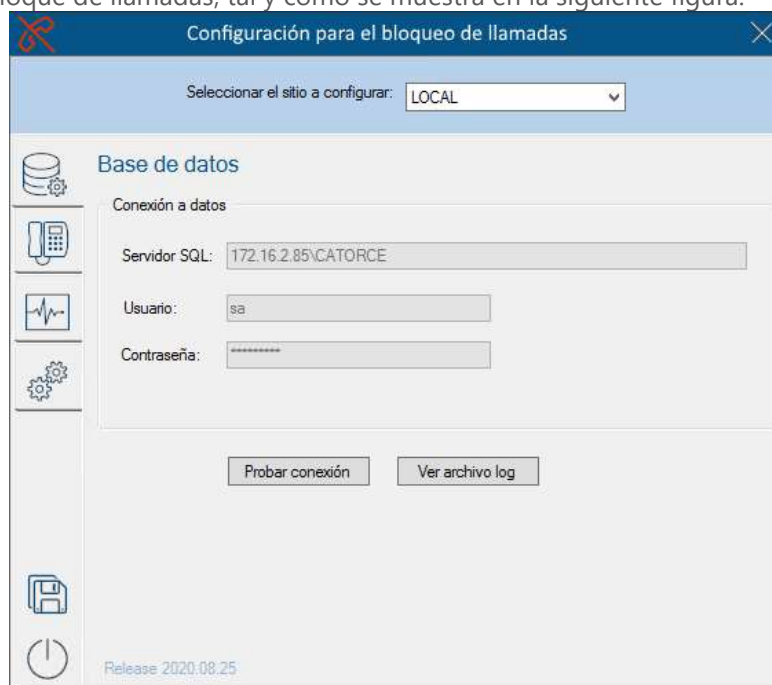 loque de llamadas, tal y como se muestra en la siguiente figura.
Configuración para el bloqueo de llamadas
Seleccionar el sitio a configurar: LOCAL
Base de datos
Conexión a datos
Servidor SQL: 172.16.2.85\CATORCE
Usuario: sa
Contraseña: *********
Probar conexión Ver archivo log
Release 2020.08.25